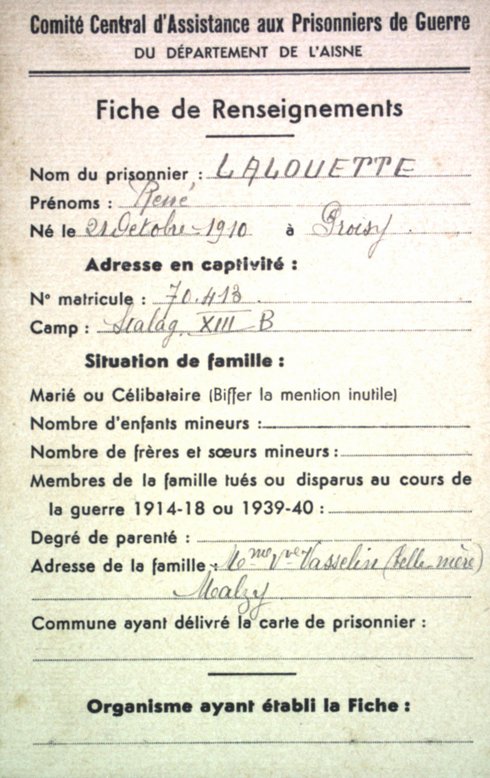 Comité Central d'Assistance aux Prisonniers de Guerre
DU DÉPARTEMENT DE L'AISNE
Fiche de Renseignements
Nom du prisonnier : LALOUETTE
Prénoms : René
Né le 21 Octobre 1910 à Proisy.
Adresse en captivité :
N° matricule : 70.413.
Camp : Stalag XIII B
Situation de famille :
Marié ou Célibataire (Biffer la mention inutile)
Nombre d'enfants mineurs :
Nombre de frères et sœurs mineurs :
Membres de la famille tués ou disparus au cours de
la guerre 1914-18 ou 1939-40 :
Degré de parenté :
Adresse de la famille : Mme Vve Vasselin (belle-mère)
Malzy.
Commune ayant délivré la carte de prisonnier :
Organisme ayant établi la Fiche :